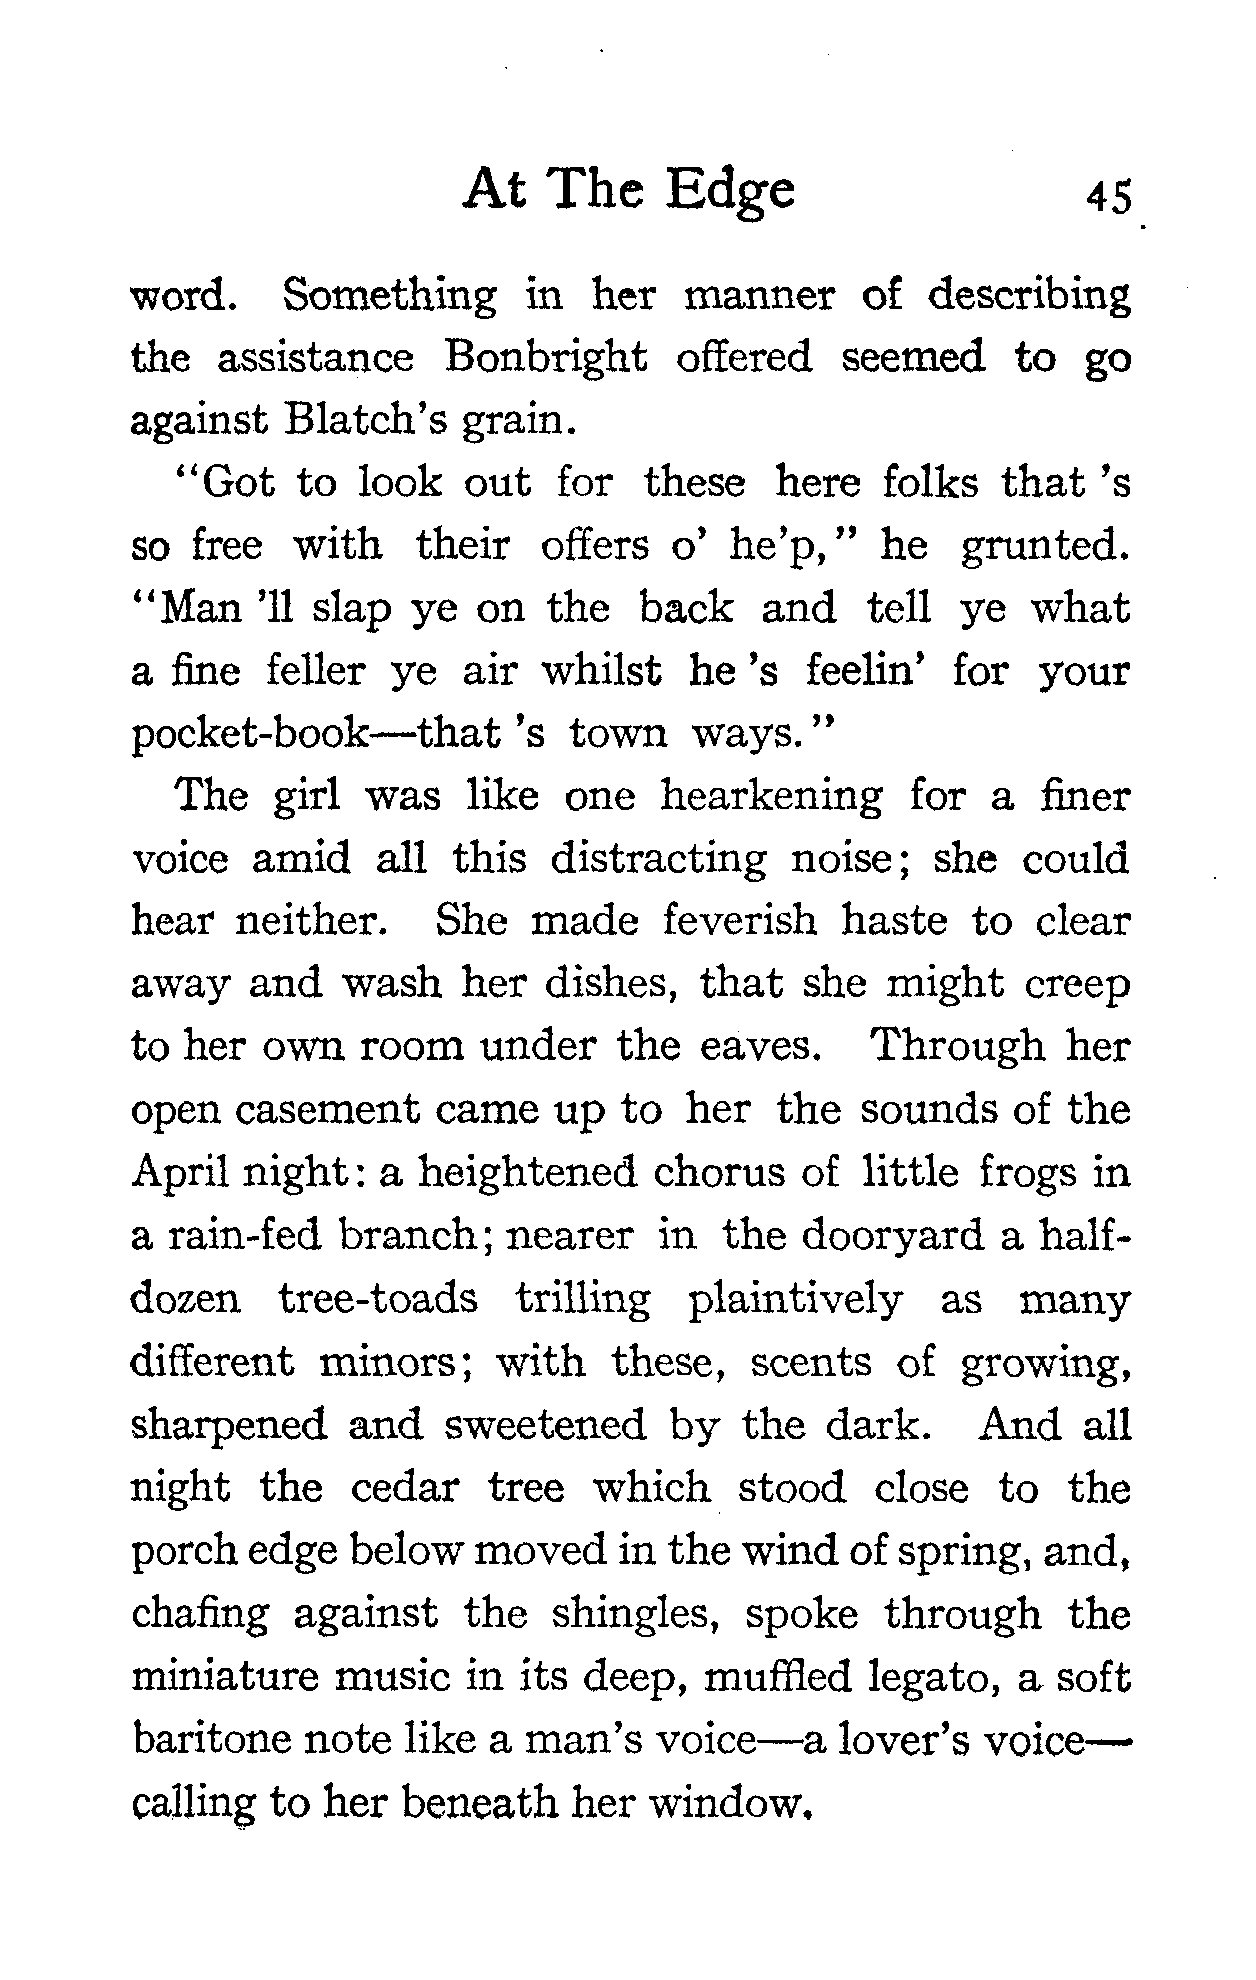 At The Edge 45
word. Something in her manner of describing
the assistance Bonbright offered seemed to go
against Blatch's grain.
"Got to look out for these here folks that 's
so free with their offers o' he'p," he grunted.
"Man 'll slap ye on the back and tell ye what
a fine feller ye air whilst he 's feelin' for your
pocket-book—that 's town ways."
The girl was like one hearkening for a finer
voice amid all this distracting noise; she could
hear neither. She made feverish haste to clear
away and wash her dishes, that she might creep
to her own room under the eaves. Through her
open casement came up to her the sounds of the
April night: a heightened chorus of little frogs in
a rain-fed branch; nearer in the dooryard a half-
dozen tree-toads trilling plaintively as many
different minors; with these, scents of growing,
sharpened and sweetened by the dark. And all
night the cedar tree which stood close to the
porch edge below moved in the wind of spring, and,
chafing against the shingles, spoke through the
miniature music in its deep, muffled legato, a soft
baritone note like a man's voice—a lover's voice—
calling to her beneath her window.